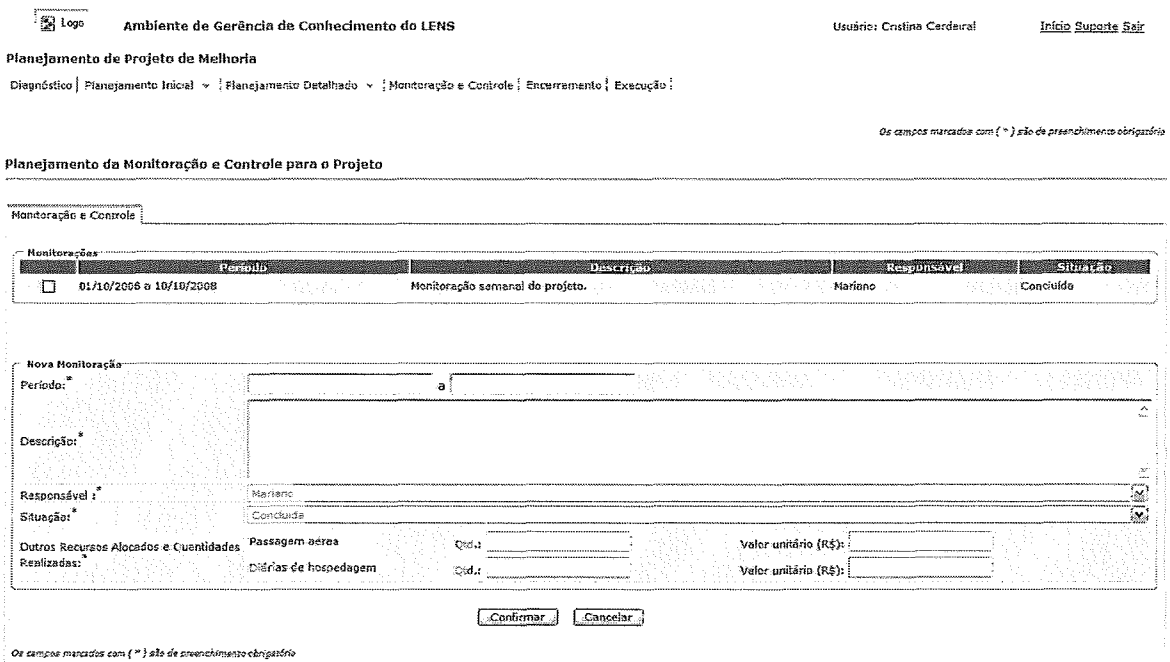 Logo Ambiente de Gerência de Conhecimento do LENS Usuário: Cristina Cerdeiral Início Suporte Sair
Planejamento de Projeto de Melhoria
Diagnóstico | Planejamento Inicial | Planejamento Detalhado | Monitoração e Controle | Encerramento | Execução |
Os campos marcados com ( * ) são de preenchimento obrigatório
Planejamento da Monitoração e Controle para o Projeto
Monitoração e Controle
Monitorações
Período Descrição Responsável Situação
01/10/2006 a 10/10/2008 Monitoração semanal do projeto. Mariano Concluída
Nova Monitoração
Período:* a
Descrição:*
Responsável :* Mariano
Situação:* Concluída
Outros Recursos Alocados e Quantidades Realizadas:* Passagem aérea Qtd.: Valor unitário (R$):
Diárias de hospedagem Qtd.: Valor unitário (R$):
Confirmar Cancelar
Os campos marcados com ( * ) são de preenchimento obrigatório